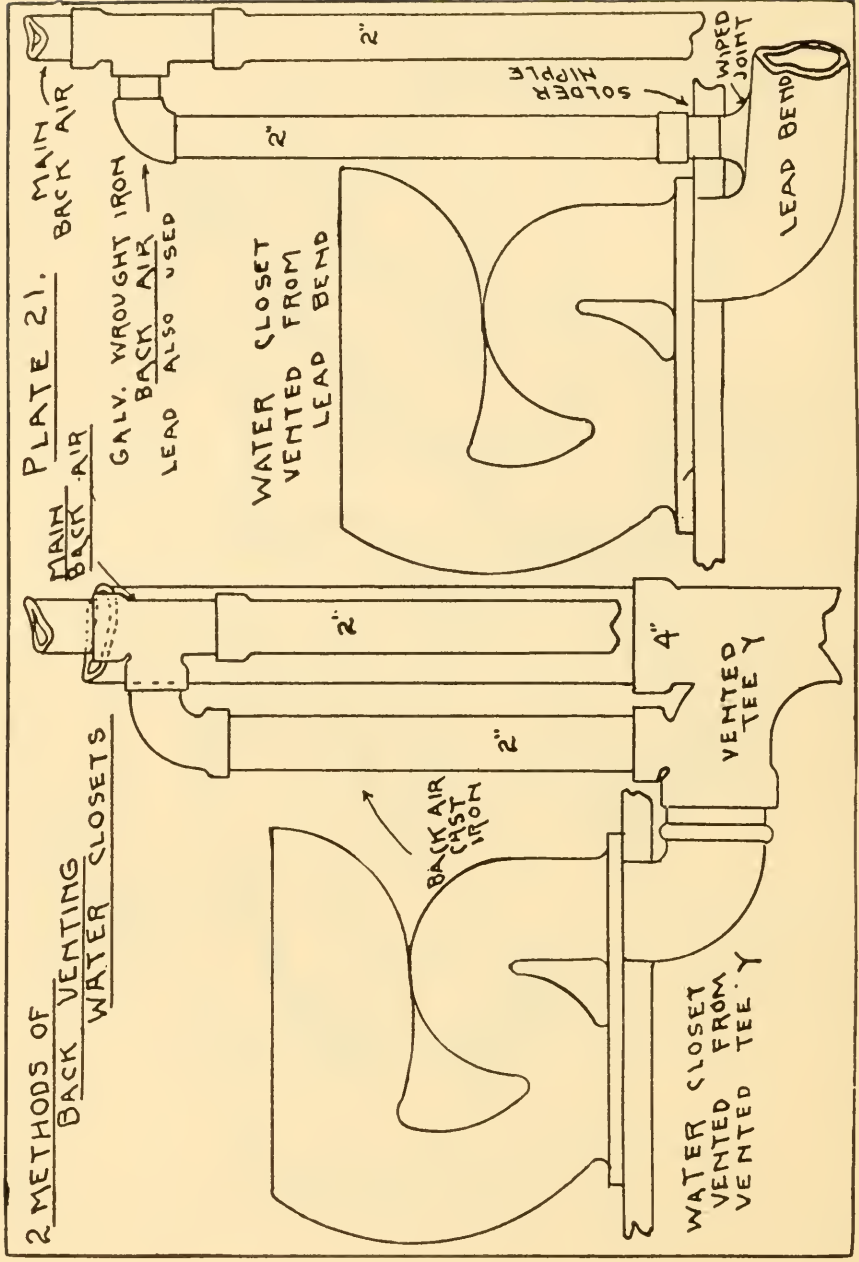 2 METHODS OF
BACK VENTING
WATER CLOSETS
PLATE 21.
MAIN
BACK AIR
MAIN
BACK AIR
GALV. WROUGHT IRON
BACK AIR
LEAD ALSO USED
WATER CLOSET
VENTED FROM
LEAD BEND
2"
2"
SOLDER
NIPPLE
WIPED
JOINT
LEAD BEND
2"
2"
4"
BACK AIR
CAST
IRON
VENTED
TEE Y
WATER CLOSET
VENTED FROM
VENTED TEE Y